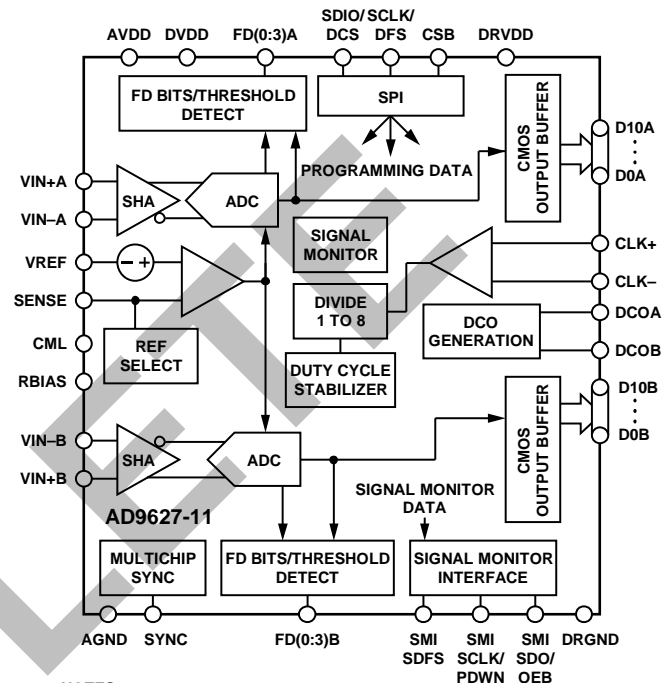 SDIO/ SCLK/
AVDD DVDD FD(0:3)A DCS DFS CSB DRVDD
FD BITS/THRESHOLD
DETECT
SPI
CMOS
OUTPUT BUFFER
D10A
D0A
PROGRAMMING DATA
VIN+A
SHA
ADC
VIN–A
SIGNAL
MONITOR
CLK+
VREF
– +
CLK–
SENSE
DIVIDE
1 TO 8
DCO
GENERATION
DCOA
CML
REF
SELECT
DCOB
RBIAS
DUTY CYCLE
STABILIZER
D10B
CMOS
OUTPUT BUFFER
D0B
VIN–B
SHA
ADC
VIN+B
SIGNAL MONITOR
DATA
AD9627-11
MULTICHIP
SYNC
FD BITS/THRESHOLD
DETECT
SIGNAL MONITOR
INTERFACE
AGND SYNC FD(0:3)B SMI SMI SMI DRGND
SDFS SCLK/ SDO/
PDWN OEB
LETE